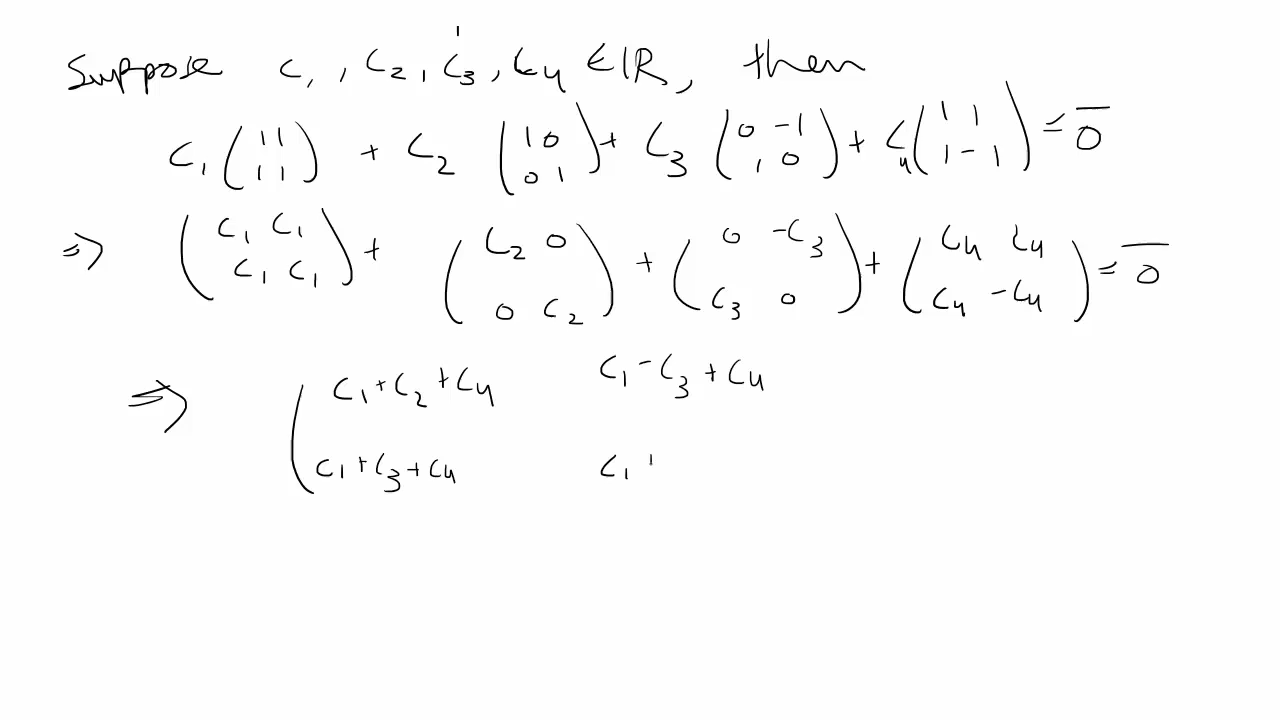 Suppose c₁, c₂, c₃, c₄ ∈ ℝ, then
c₁ (1 1 / 1 1) + c₂ (1 0 / 0 1) + c₃ (0 -1 / 1 0) + c₄ (1 1 / 1 -1) = 0̅
⇒ (c₁ c₁ / c₁ c₁) + (c₂ 0 / 0 c₂) + (0 -c₃ / c₃ 0) + (c₄ c₄ / c₄ -c₄) = 0̅
⇒ (c₁+c₂+c₄ c₁-c₃+c₄
c₁+c₃+c₄ c₁